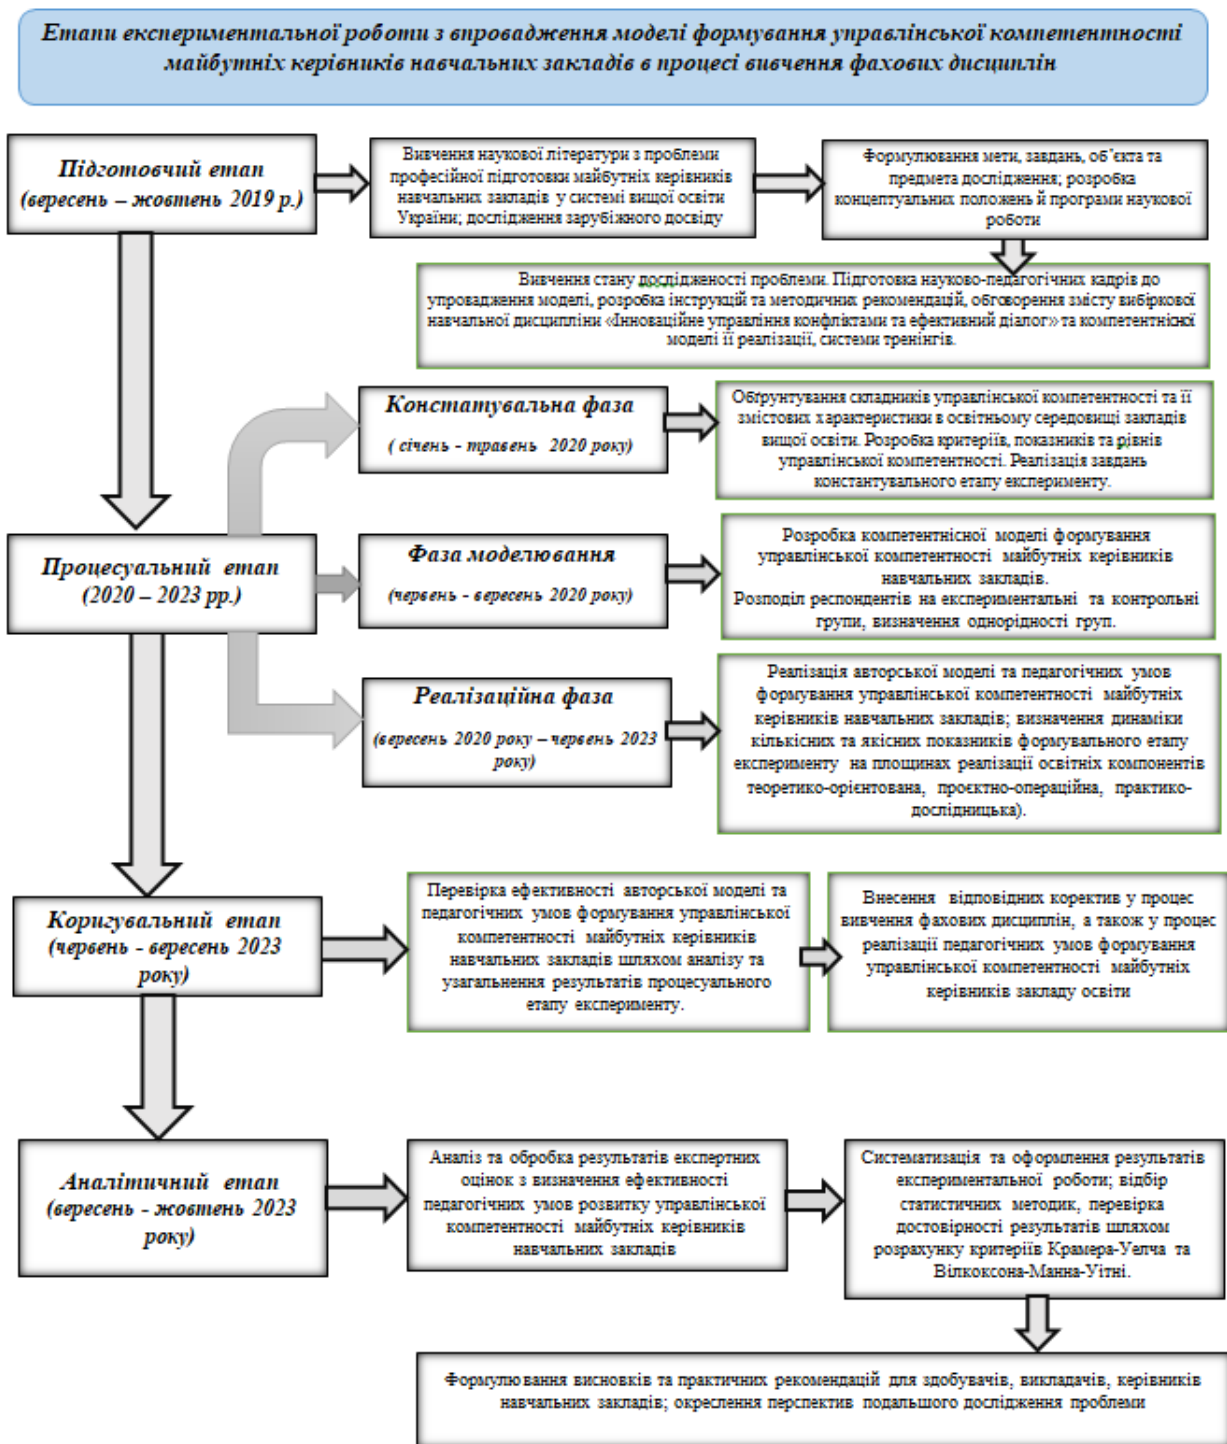 Етапи експериментальної роботи з впровадження моделі формування управлінської компетентності
майбутніх керівників навчальних закладів в процесі вивчення фахових дисциплін
Підготовчий етап
(вересень – жовтень 2019 р.)
Вивчення наукової літератури з проблеми
професійної підготовки майбутніх керівників
навчальних закладів у системі вищої освіти
України; дослідження зарубіжного досвіду
Формулювання мети, завдань, об’єкта та
предмета дослідження; розробка
концептуальних положень й програми наукової
роботи
Вивчення стану дослідженості проблеми. Підготовка науково-педагогічних кадрів до
упровадження моделі, розробка інструкцій та методичних рекомендацій, обговорення змісту вибіркової
навчальної дисципліни «Інноваційне управління конфліктами та ефективний діалог» та компетентнісної
моделі її реалізації, системи тренінгів.
Констатувальна фаза
( січень - травень 2020 року)
Обґрунтування складників управлінської компетентності та її
змістових характеристики в освітньому середовищі закладів
вищої освіти. Розробка критеріїв, показників та рівнів
управлінської компетентності. Реалізація завдань
константувального етапу експерименту.
Процесуальний етап
(2020 – 2023 рр.)
Фаза моделювання
(червень - вересень 2020 року)
Розробка компетентнісної моделі формування
управлінської компетентності майбутніх керівників
навчальних закладів.
Розподіл респондентів на експериментальні та контрольні
групи, визначення однорідності груп.
Реалізаційна фаза
(вересень 2020 року – червень 2023
року)
Реалізація авторської моделі та педагогічних умов
формування управлінської компетентності майбутніх
керівників навчальних закладів; визначення динаміки
кількісних та якісних показників формувального етапу
експерименту на площинах реалізації освітніх компонентів
теоретико-орієнтована, проєктно-операційна, практико-
дослідницька).
Коригувальний етап
(червень - вересень 2023
року)
Перевірка ефективності авторської моделі та
педагогічних умов формування управлінської
компетентності майбутніх керівників
навчальних закладів шляхом аналізу та
узагальнення результатів процесуального
етапу експерименту.
Внесення відповідних коректив у процес
вивчення фахових дисциплін, а також у процес
реалізації педагогічних умов формування
управлінської компетентності майбутніх
керівників закладу освіти
Аналітичний етап
(вересень - жовтень 2023
року)
Аналіз та обробка результатів експертних
оцінок з визначення ефективності
педагогічних умов розвитку управлінської
компетентності майбутніх керівників
навчальних закладів
Систематизація та оформлення результатів
експериментальної роботи; відбір
статистичних методик, перевірка
достовірності результатів шляхом
розрахунку критеріїв Крамера-Уелча та
Вілкоксона-Манна-Уітні.
Формулювання висновків та практичних рекомендацій для здобувачів, викладачів, керівників
навчальних закладів; окреслення перспектив подальшого дослідження проблеми